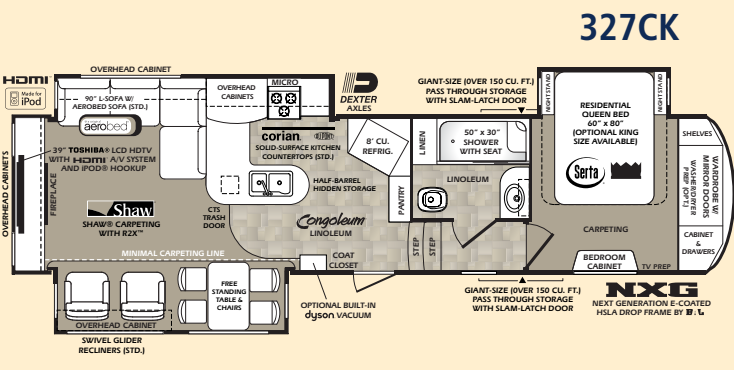 327CK
OVERHEAD CABINET
HDMI
Made for
iPod
90" L-SOFA W/
AEROBED SOFA (STD.)
aerobed
OVERHEAD
CABINETS
MICRO
DEXTER
AXLES
GIANT-SIZE (OVER 150 CU. FT.)
PASS THROUGH STORAGE
WITH SLAM-LATCH DOOR
NIGHTSTAND
NIGHTSTAND
RESIDENTIAL
QUEEN BED
60" x 80"
(OPTIONAL KING
SIZE AVAILABLE)
Serta
corian.
SOLID-SURFACE KITCHEN
COUNTERTOPS (STD.)
8' CU.
REFRIG.
LINEN
50" x 30"
SHOWER
WITH SEAT
SHELVES
WARDROBE W/
MIRROR DOORS
WASHER/DRYER
PREP (OPT.)
OVERHEAD CABINETS
39" TOSHIBA® LCD HDTV
WITH HDMI A/V SYSTEM
AND IPOD® HOOKUP
FIREPLACE
HALF-BARREL
HIDDEN STORAGE
PANTRY
LINOLEUM
Shaw
SHAW® CARPETING
WITH R2X™
CTS
TRASH
DOOR
Congoleum
LINOLEUM
STEP
STEP
CARPETING
CABINET
&
DRAWERS
MINIMAL CARPETING LINE
COAT
CLOSET
BEDROOM
CABINET
TV PREP
FREE
STANDING
TABLE &
CHAIRS
OVERHEAD CABINET
SWIVEL GLIDER
RECLINERS (STD.)
OPTIONAL BUILT-IN
dyson VACUUM
GIANT-SIZE (OVER 150 CU. FT.)
PASS THROUGH STORAGE
WITH SLAM-LATCH DOOR
NXG
NEXT GENERATION E-COATED
HSLA DROP FRAME BY